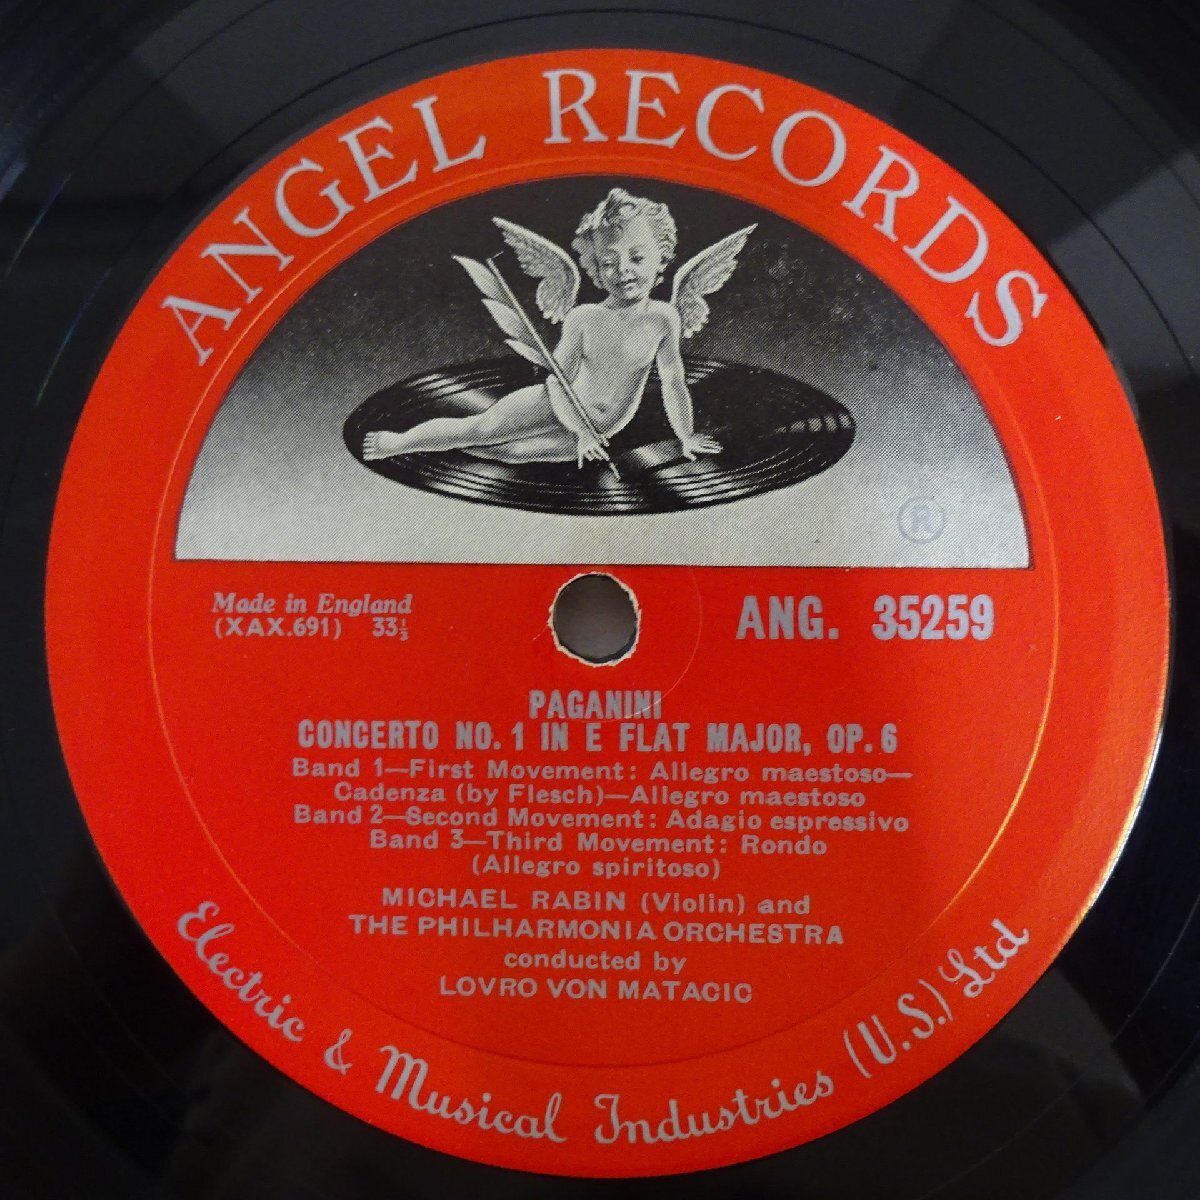 ANGEL RECORDS
®
Made in England
(XAX.691) 33⅓
ANG. 35259
PAGANINI
CONCERTO NO. 1 IN E FLAT MAJOR, OP. 6
Band 1—First Movement: Allegro maestoso—
Cadenza (by Flesch)—Allegro maestoso
Band 2—Second Movement: Adagio espressivo
Band 3—Third Movement: Rondo
(Allegro spiritoso)
MICHAEL RABIN (Violin) and
THE PHILHARMONIA ORCHESTRA
conducted by
LOVRO VON MATACIC
Electric & Musical Industries (U.S.) Ltd